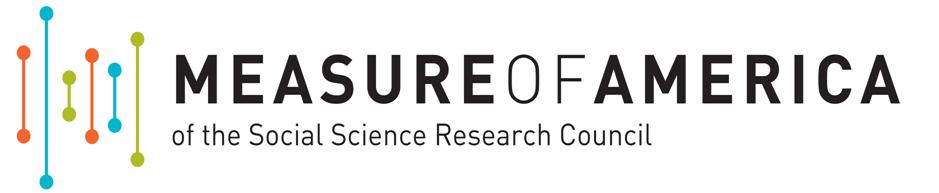 MEASUREOFAMERICA
of the Social Science Research Council